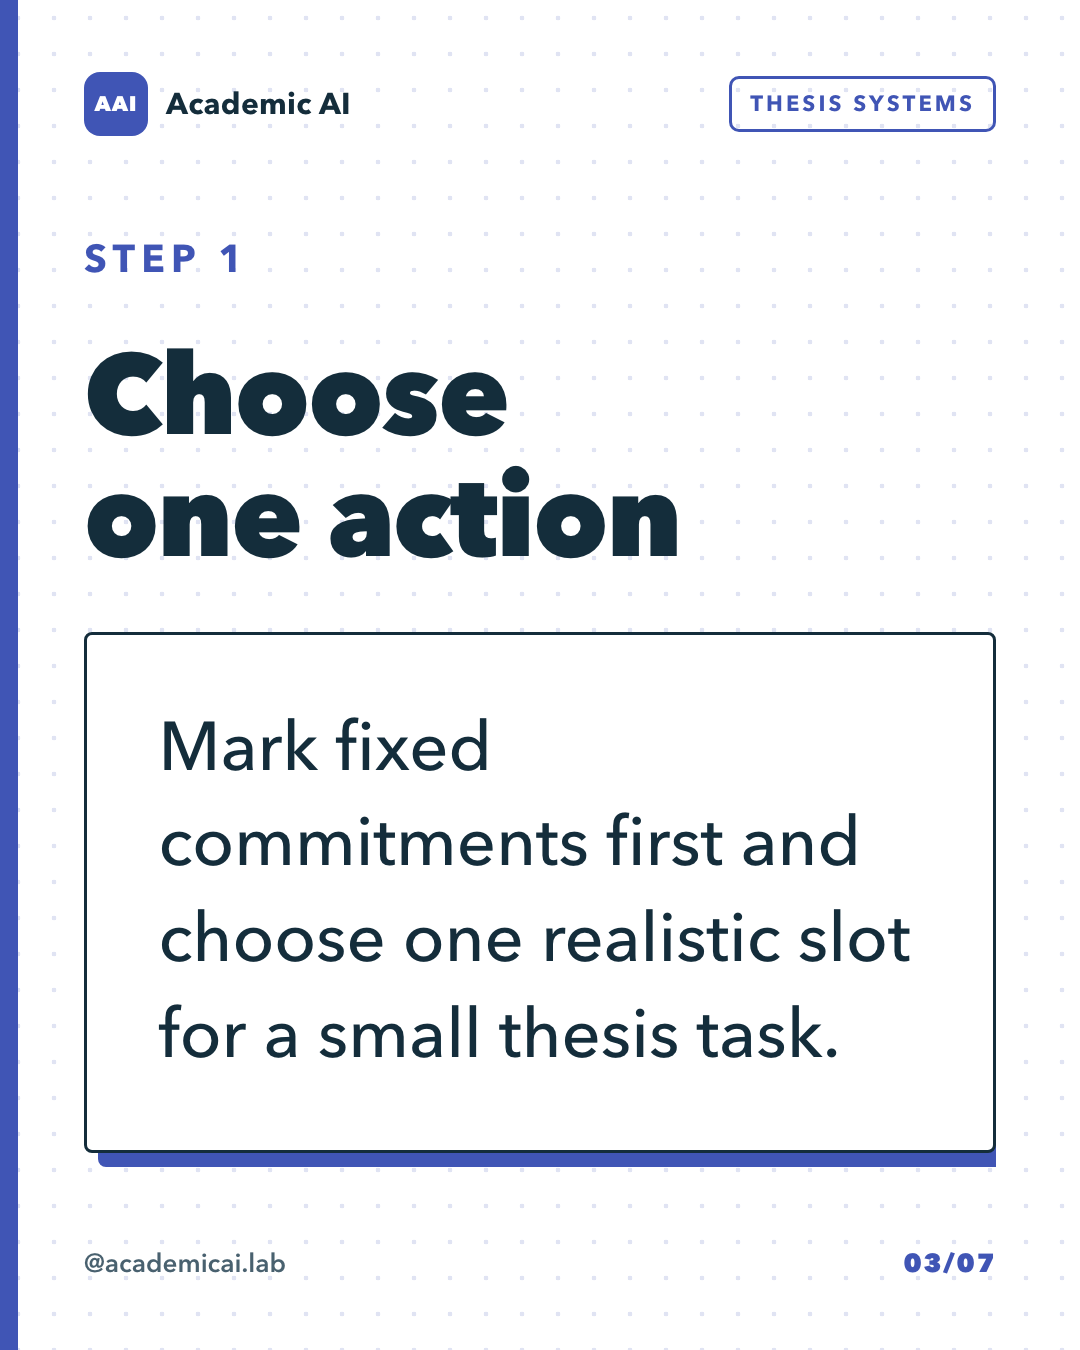 AAI Academic AI
THESIS SYSTEMS
STEP 1
Choose
one action
Mark fixed
commitments first and
choose one realistic slot
for a small thesis task.
@academicai.lab
03/07